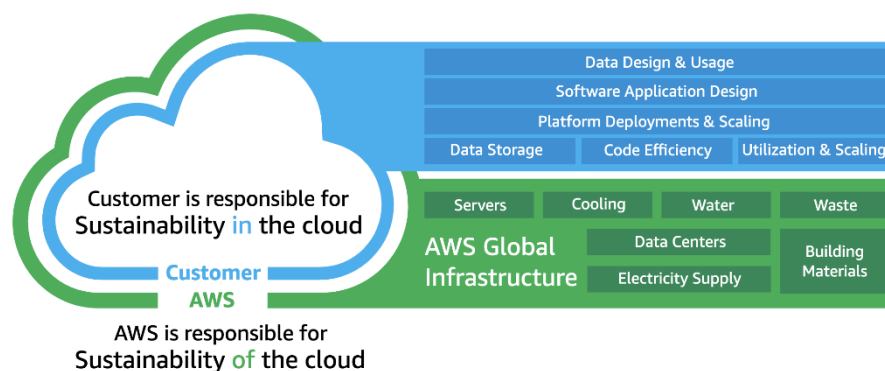 Data Design & Usage
Software Application Design
Platform Deployments & Scaling
Data Storage
Code Efficiency
Utilization & Scaling
Customer is responsible for
Sustainability in the cloud
Customer
AWS
AWS is responsible for
Sustainability of the cloud
Servers
Cooling
Water
Waste
AWS Global
Infrastructure
Data Centers
Electricity Supply
Building
Materials